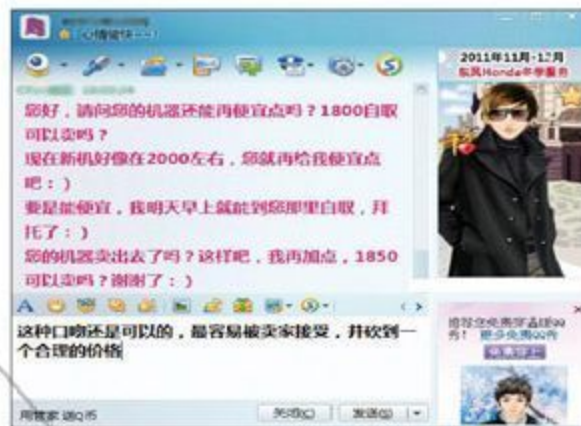 心情愉快--!
2011年11月-12月
东风Honda冬季服务
您好，请问您的机器还能再便宜点吗？1800自取
可以卖吗？
现在新机好像在2000左右，您就再给我便宜点
吧：）
要是能便宜，我明天早上就能到您那里自取，拜
托了：）
您的机器卖出去了吗？这样吧，我再加点，1850
可以卖吗？谢谢了：）
这种口吻还是可以的，最容易被卖家接受，并砍到一
个合理的价格
关闭(C)
发送(S)